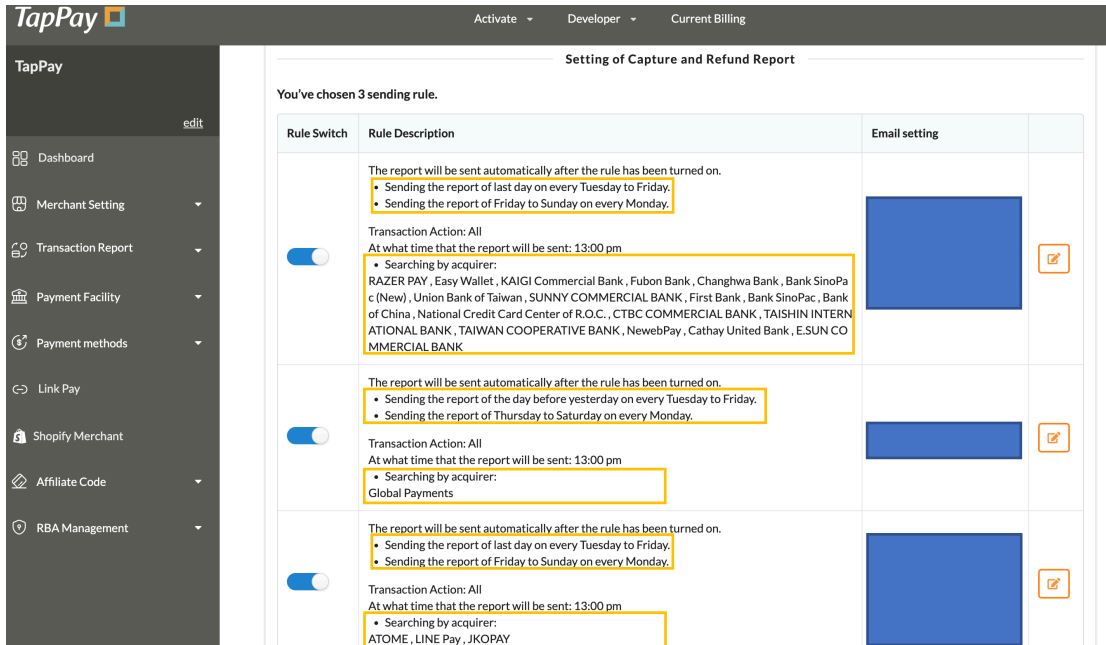 TapPay
Activate
Developer
Current Billing
TapPay
edit
Dashboard
Merchant Setting
Transaction Report
Payment Facility
Payment methods
Link Pay
Shopify Merchant
Affiliate Code
RBA Management
Setting of Capture and Refund Report
You've chosen 3 sending rule.
Rule Switch
Rule Description
Email setting
The report will be sent automatically after the rule has been turned on.
• Sending the report of last day on every Tuesday to Friday.
• Sending the report of Friday to Sunday on every Monday.
Transaction Action: All
At what time that the report will be sent: 13:00 pm
• Searching by acquirer:
RAZER PAY , Easy Wallet , KAIGI Commercial Bank , Fubon Bank , Changhwa Bank , Bank SinoPa
c (New) , Union Bank of Taiwan , SUNNY COMMERCIAL BANK , First Bank , Bank SinoPac , Bank
of China , National Credit Card Center of R.O.C. , CTBC COMMERCIAL BANK , TAISHIN INTERN
ATIONAL BANK , TAIWAN COOPERATIVE BANK , NewebPay , Cathay United Bank , E.SUN CO
MMERCIAL BANK
The report will be sent automatically after the rule has been turned on.
• Sending the report of the day before yesterday on every Tuesday to Friday.
• Sending the report of Thursday to Saturday on every Monday.
Transaction Action: All
At what time that the report will be sent: 13:00 pm
• Searching by acquirer:
Global Payments
The report will be sent automatically after the rule has been turned on.
• Sending the report of last day on every Tuesday to Friday.
• Sending the report of Friday to Sunday on every Monday.
Transaction Action: All
At what time that the report will be sent: 13:00 pm
• Searching by acquirer:
ATOME , LINE Pay , JKOPAY